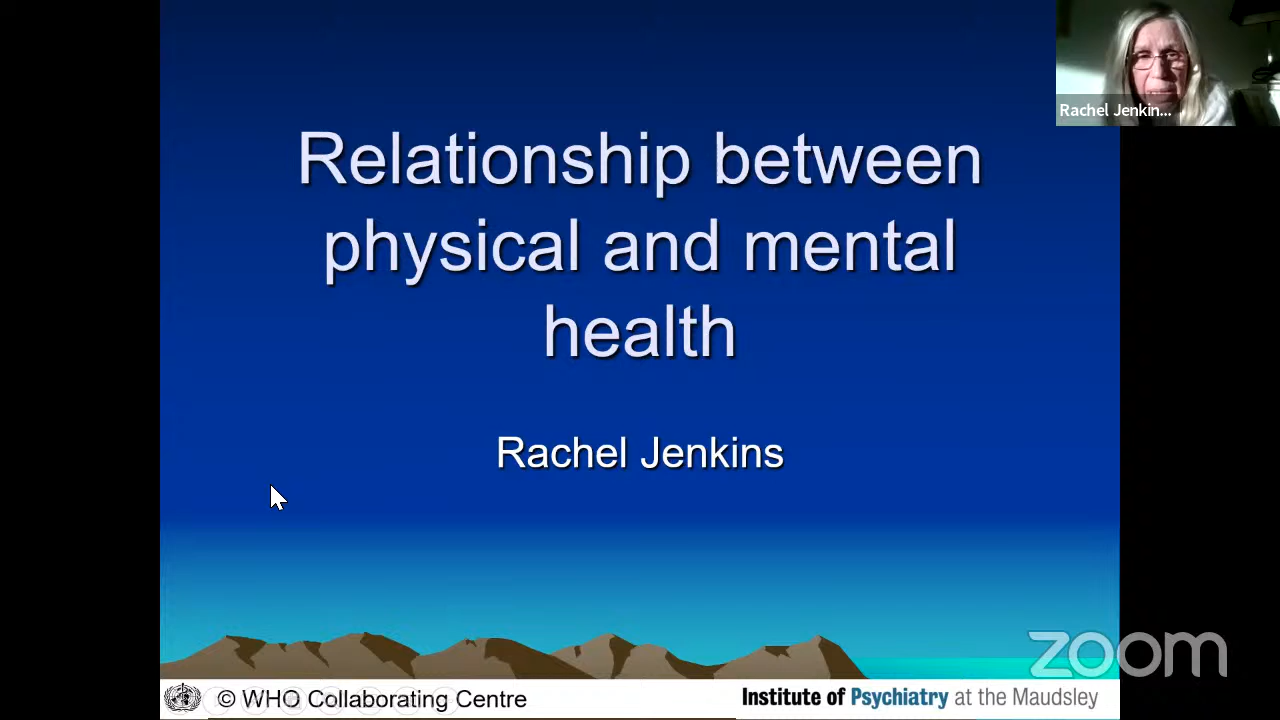 Relationship between
physical and mental
health
Rachel Jenkins
Rachel Jenkin...
zoom
© WHO Collaborating Centre
Institute of Psychiatry at the Maudsley